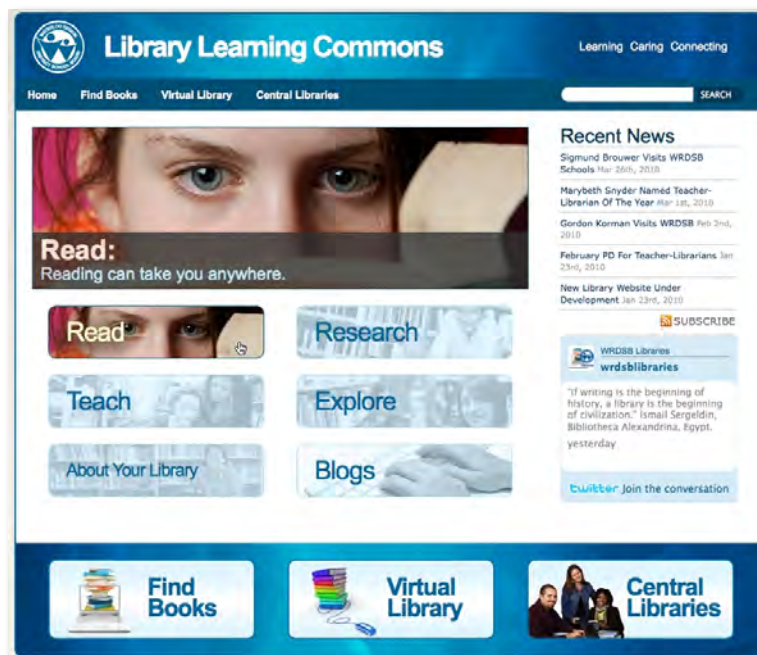 Library Learning Commons
Learning Caring Connecting
Home Find Books Virtual Library Central Libraries
SEARCH
Read:
Reading can take you anywhere.
Read
Research
Teach
Explore
About Your Library
Blogs
Recent News
Sigmund Brouwer Visits WRDSB
Schools Mar 26th, 2010
Marybeth Snyder Named Teacher-
Librarian Of The Year Mar 1st, 2010
Gordon Korman Visits WRDSB Feb 2nd,
2010
February PD For Teacher-Librarians Jan
23rd, 2010
New Library Website Under
Development Jan 23rd, 2010
SUBSCRIBE
WRDSB Libraries
wrdsblibraries
"If writing is the beginning of
history, a library is the beginning
of civilization." Ismail Sergeldin,
Bibliotheca Alexandrina, Egypt.
yesterday
twitter Join the conversation
Find
Books
Virtual
Library
Central
Libraries